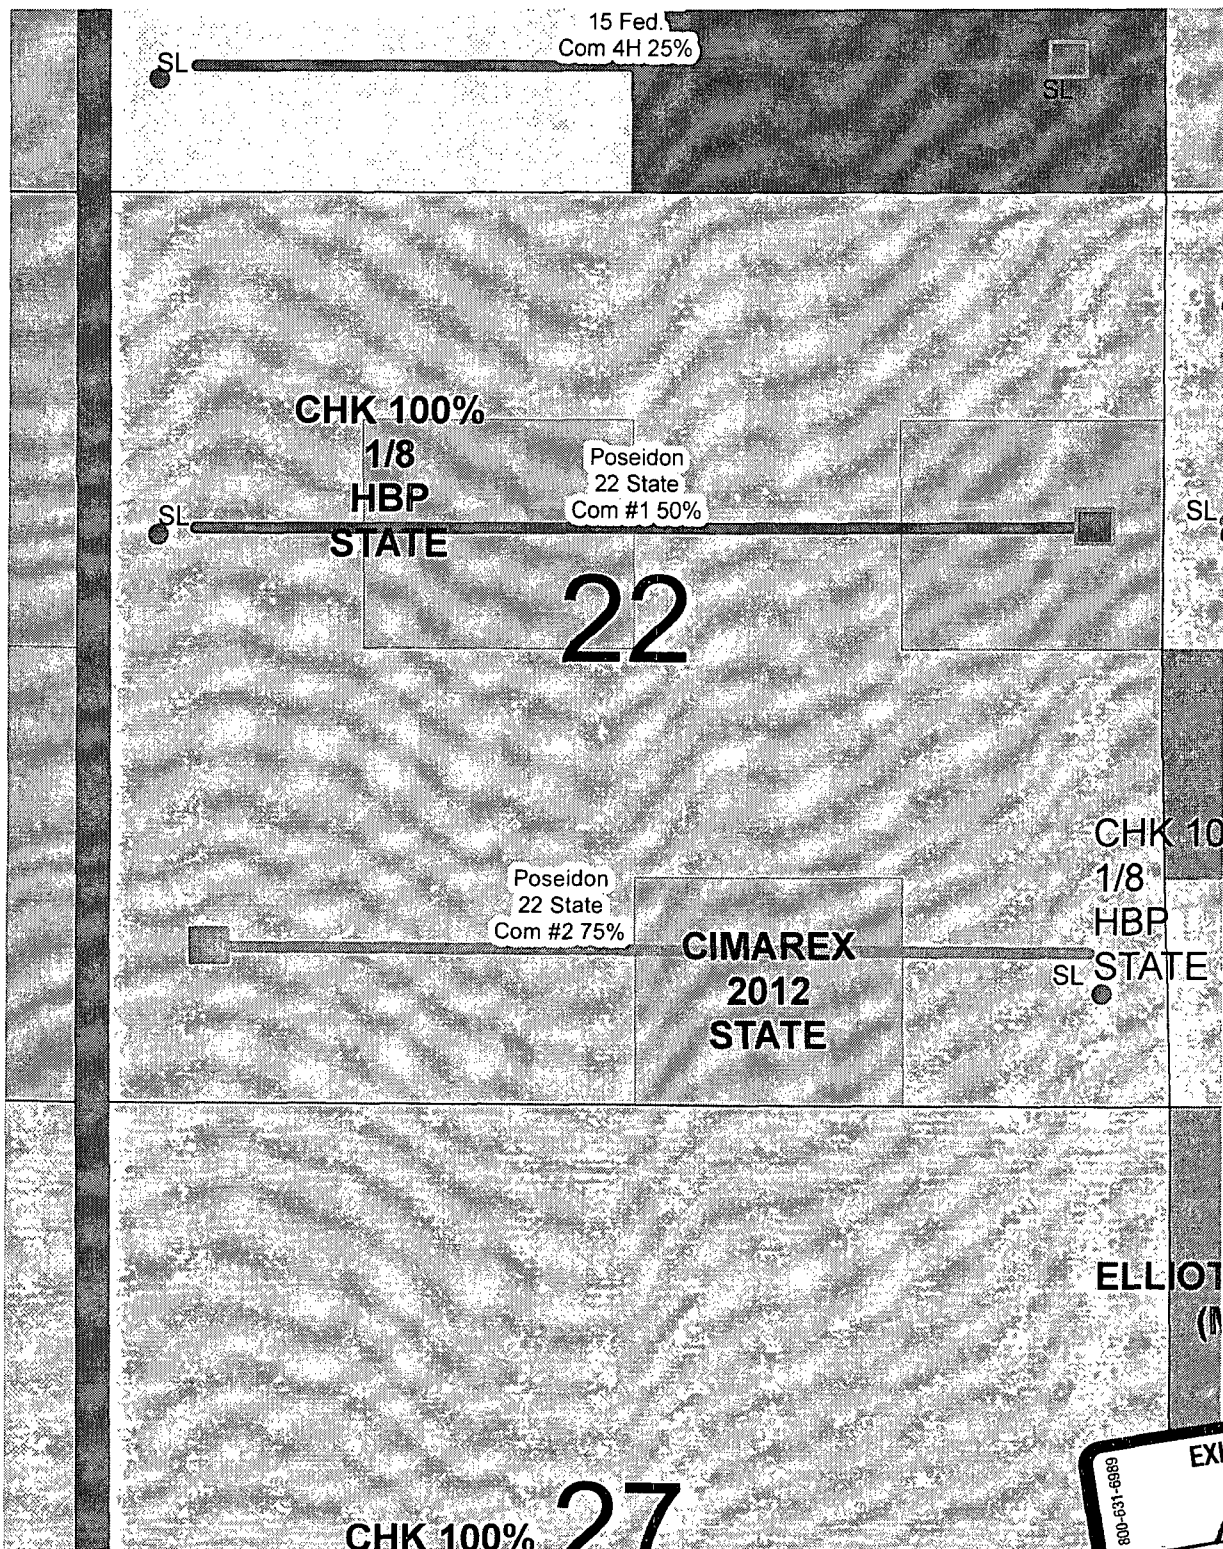 15 Fed.
Com 4H 25%
SL
SL
CHK 100%
1/8
HBP
STATE
Poseidon
22 State
Com #1 50%
SL
SL
22
CHK 10
1/8
HBP
STATE
Poseidon
22 State
Com #2 75%
CIMAREX
2012
STATE
SL
ELLIOT
800-631-6989
27
CHK 100%